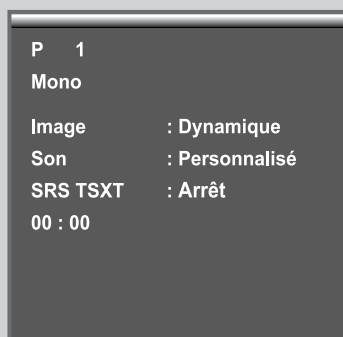 P 1
Mono
Image : Dynamique
Son : Personnalisé
SRS TSXT : Arrêt
00 : 00